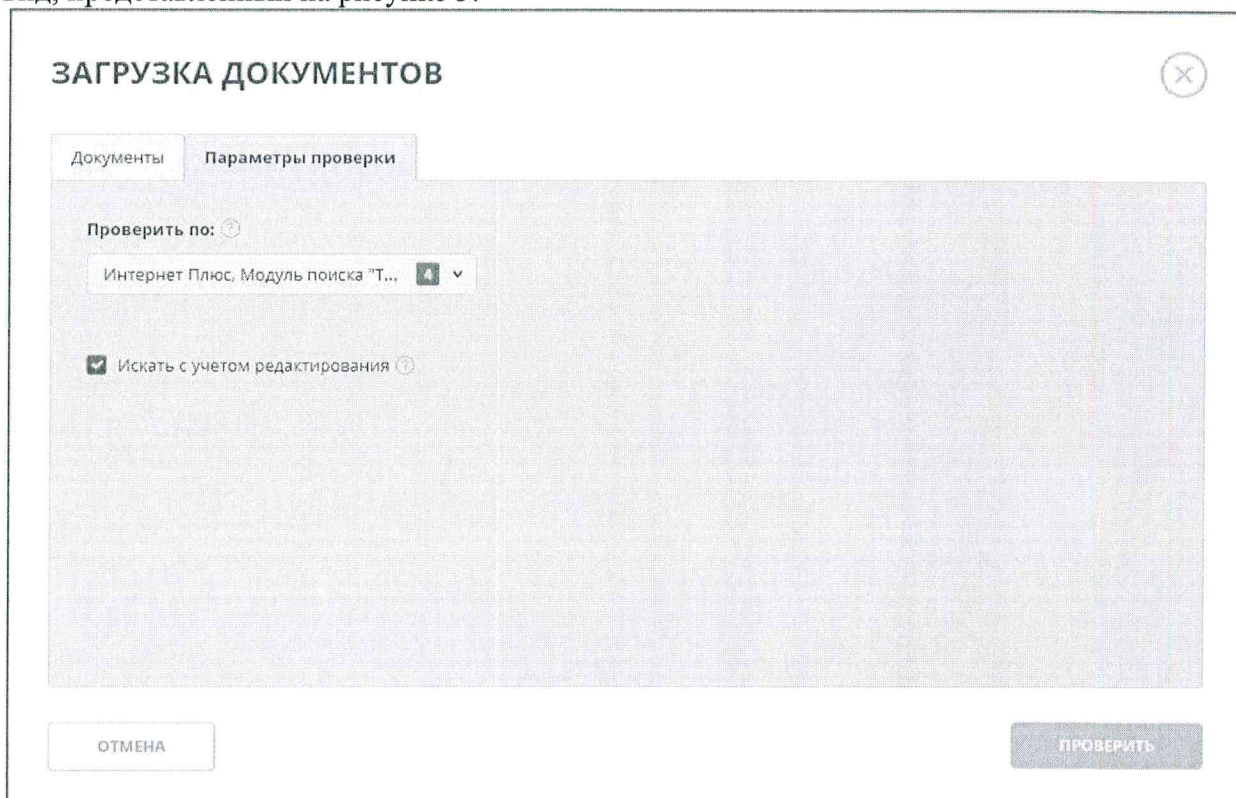 ЗАГРУЗКА ДОКУМЕНТОВ
Документы Параметры проверки
Проверить по: ?
Интернет Плюс, Модуль поиска "Т... 4
Искать с учетом редактирования ?
ОТМЕНА ПРОВЕРИТЬ